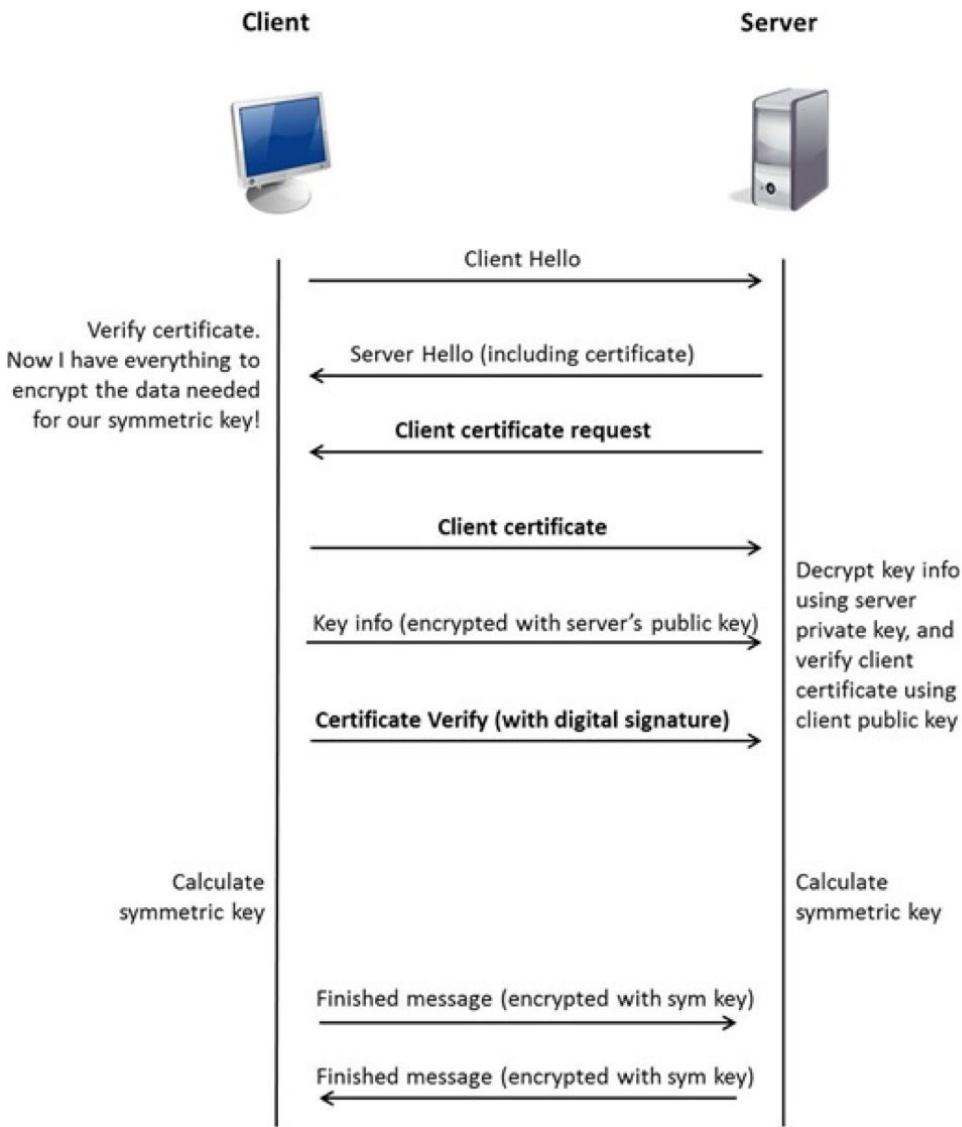 Client
Server
Client Hello
Verify certificate.
Now I have everything to
encrypt the data needed
for our symmetric key!
Server Hello (including certificate)
Client certificate request
Client certificate
Key info (encrypted with server's public key)
Decrypt key info
using server
private key, and
verify client
certificate using
client public key
Certificate Verify (with digital signature)
Calculate
symmetric key
Calculate
symmetric key
Finished message (encrypted with sym key)
Finished message (encrypted with sym key)